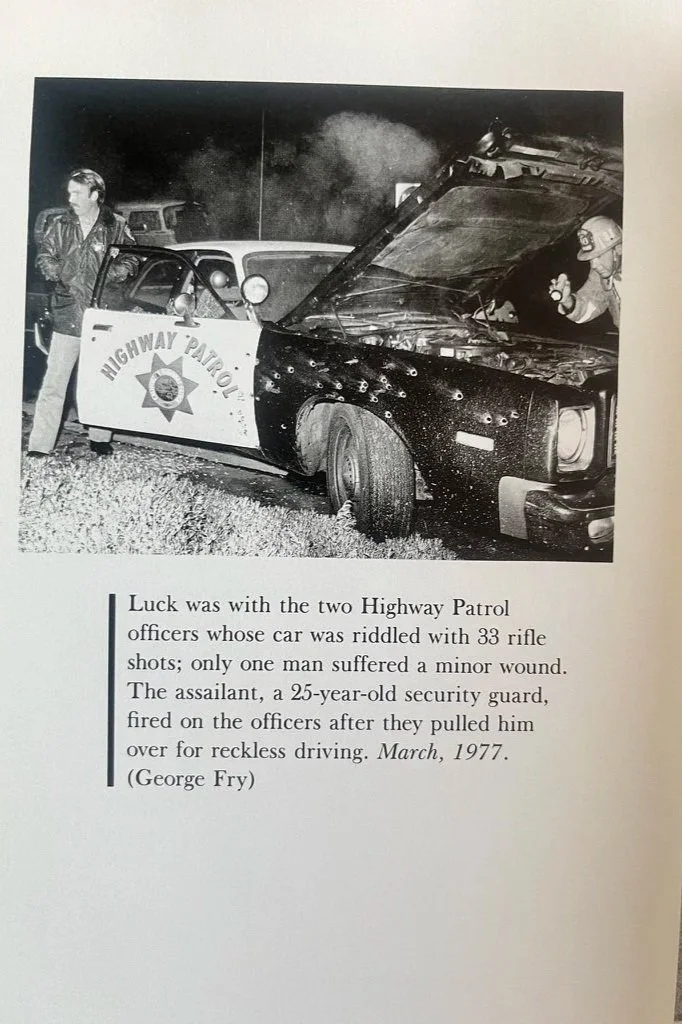 HIGHWAY PATROL
Luck was with the two Highway Patrol
officers whose car was riddled with 33 rifle
shots; only one man suffered a minor wound.
The assailant, a 25-year-old security guard,
fired on the officers after they pulled him
over for reckless driving. March, 1977.
(George Fry)